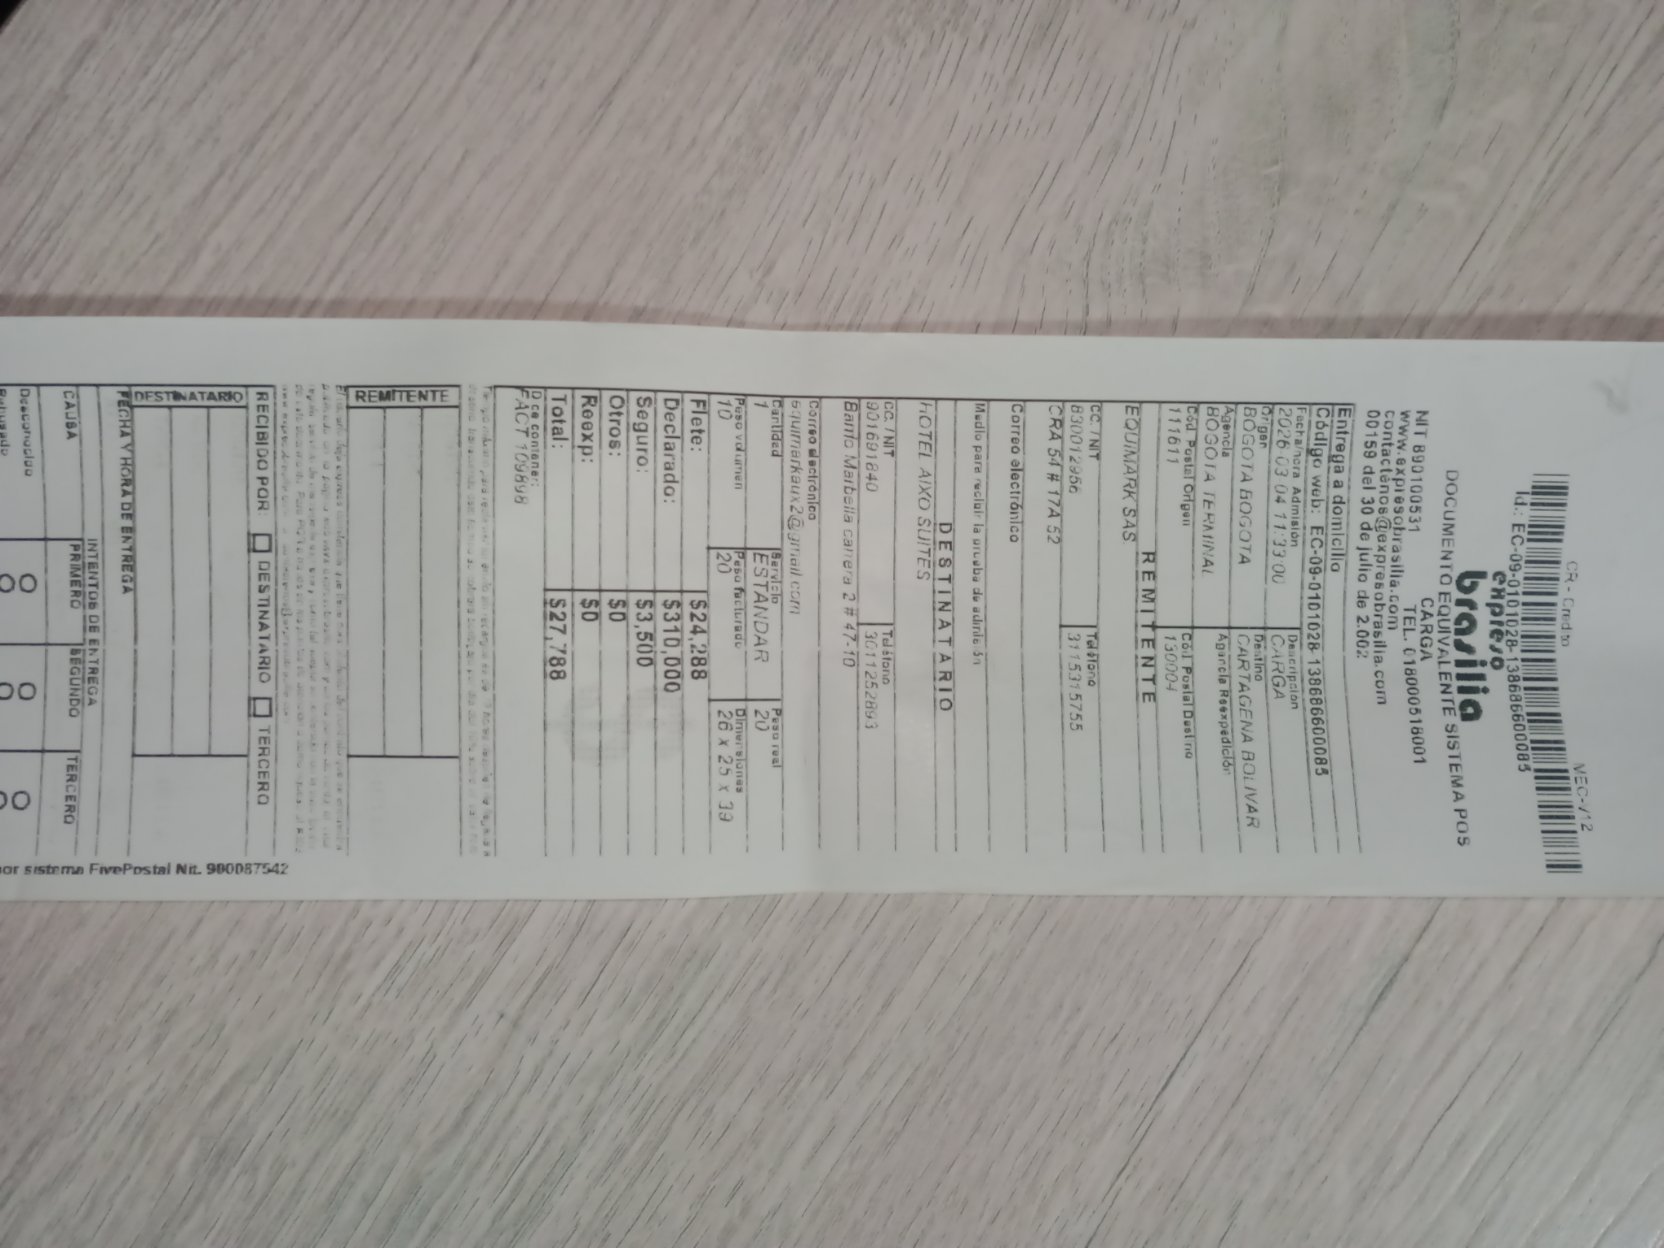 CR - Credito MEC-V12
Id.: EC-09-0101028-1386866600085
expreso
brasilia
DOCUMENTO EQUIVALENTE SISTEMA POS
CARGA
NIT 890100531 TEL. 018000518001
www.expresobrasilia.com
contactenos@expresobrasilia.com
00159 del 30 de julio de 2.002
Entrega a domicilio
Código web: EC-09-0101028-1386866600085
Fecha/hora Admisión Descripción
2026-03-04 11:33:00 CARGA
Origen Destino
BOGOTA BOGOTA CARTAGENA BOLIVAR
Agencia Agencia Reexpedición
BOGOTA TERMINAL
Cód. Postal Origen Cód. Postal Destino
111611 130004
REMITENTE
EQUIMARK SAS
CC. / NIT Teléfono
830012956 3115315755
CRA 54 # 17A 52
Correo electrónico
Medio para recibir la prueba de admisión
DESTINATARIO
HOTEL AIXO SUITES
CC. / NIT Teléfono
901691840 3011252893
Barrio Marbella carrera 2 # 47-10
Correo electrónico
equimarkaux2@gmail.com
Cantidad Servicio Peso real
1 ESTANDAR 20
Peso volumen Peso facturado Dimensiones
10 20 26 x 25 x 39
Flete: $24,288
Declarado: $310,000
Seguro: $3,500
Otros: $0
Reexp: $0
Total: $27,788
Dice contener:
FACT 109898
REMITENTE
RECIBIDO POR: DESTINATARIO TERCERO
DESTINATARIO
FECHA Y HORA DE ENTREGA
INTENTOS DE ENTREGA
CAUSA PRIMERO SEGUNDO TERCERO
Desconocido
Rehusado
por sistema FivePostal Nit. 900087542